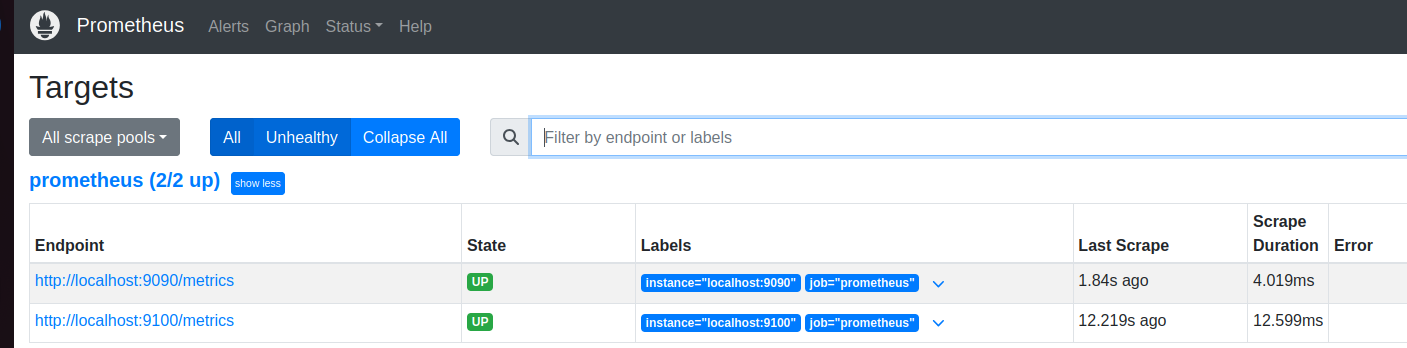 Prometheus Alerts Graph Status Help
Targets
All scrape pools All Unhealthy Collapse All Filter by endpoint or labels
prometheus (2/2 up) show less
Endpoint State Labels Last Scrape Scrape Duration Error
http://localhost:9090/metrics UP instance="localhost:9090" job="prometheus" 1.84s ago 4.019ms
http://localhost:9100/metrics UP instance="localhost:9100" job="prometheus" 12.219s ago 12.599ms